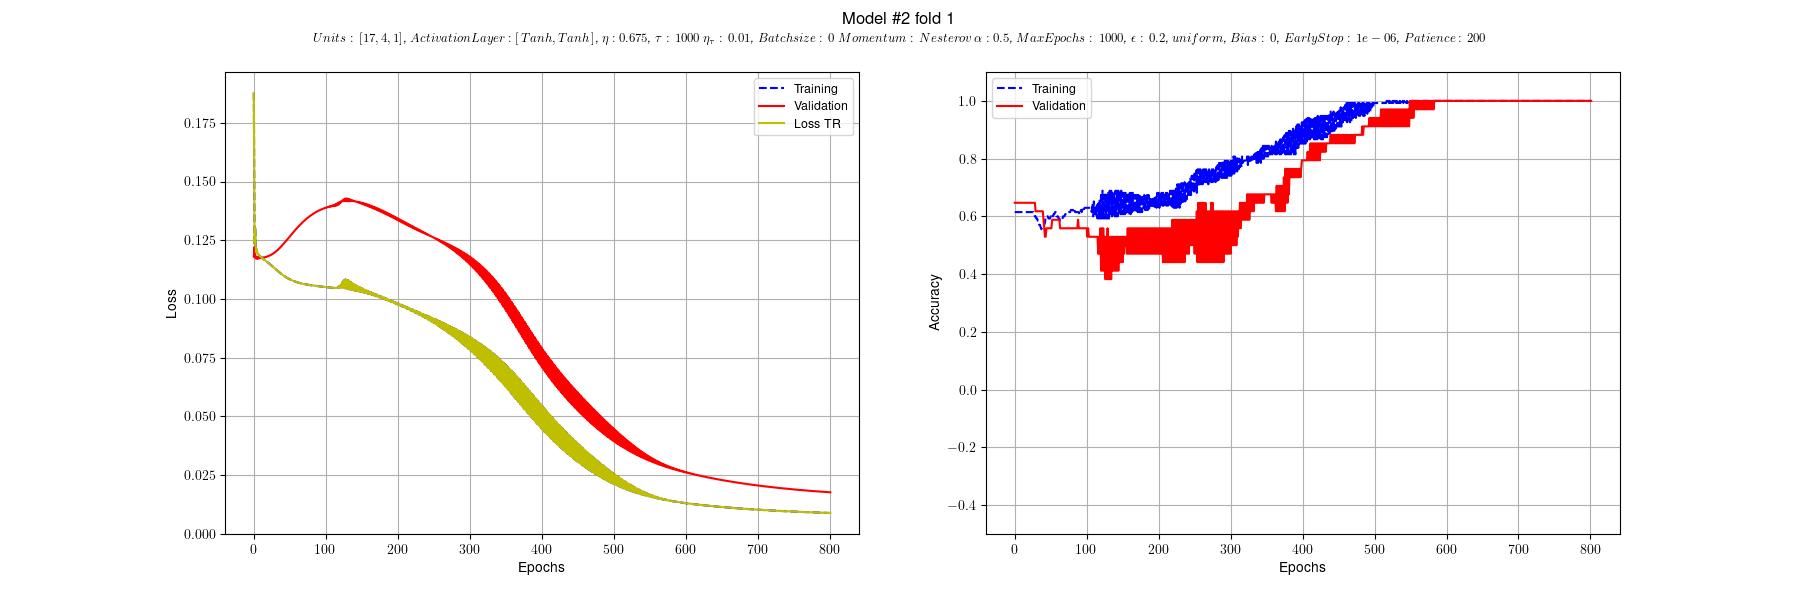 Model #2 fold 1
Units : [17, 4, 1], ActivationLayer : [Tanh, Tanh], η : 0.675, τ : 1000 ητ : 0.01, Batchsize : 0 Momentum : Nesterov α : 0.5, MaxEpochs : 1000, ϵ : 0.2, uniform, Bias : 0, EarlyStop : 1e − 06, Patience : 200
Training
Validation
Loss TR
0.175
0.150
0.125
0.100
0.075
0.050
0.025
0.000
Loss
0 100 200 300 400 500 600 700 800
Epochs
Training
Validation
1.0
0.8
0.6
0.4
0.2
0.0
−0.2
−0.4
Accuracy
0 100 200 300 400 500 600 700 800
Epochs